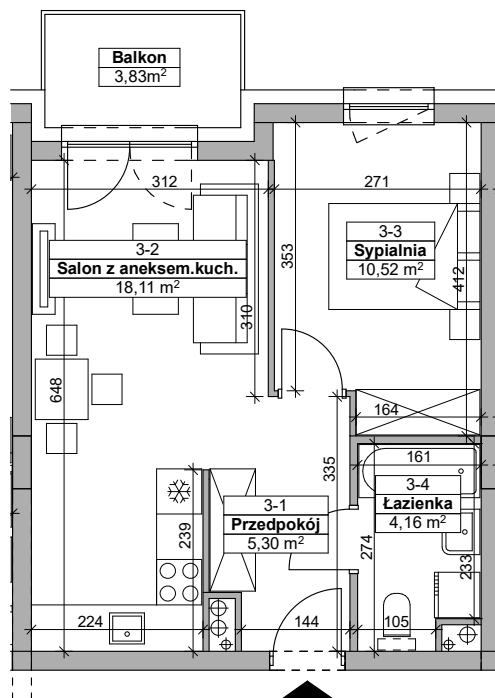 Balkon
3,83m²
312
271
3-2
Salon z aneksem.kuch.
18,11 m²
3-3
Sypialnia
10,52 m²
353
412
310
648
164
161
335
3-4
Łazienka
4,16 m²
3-1
Przedpokój
5,30 m²
239
274
233
224
144
105